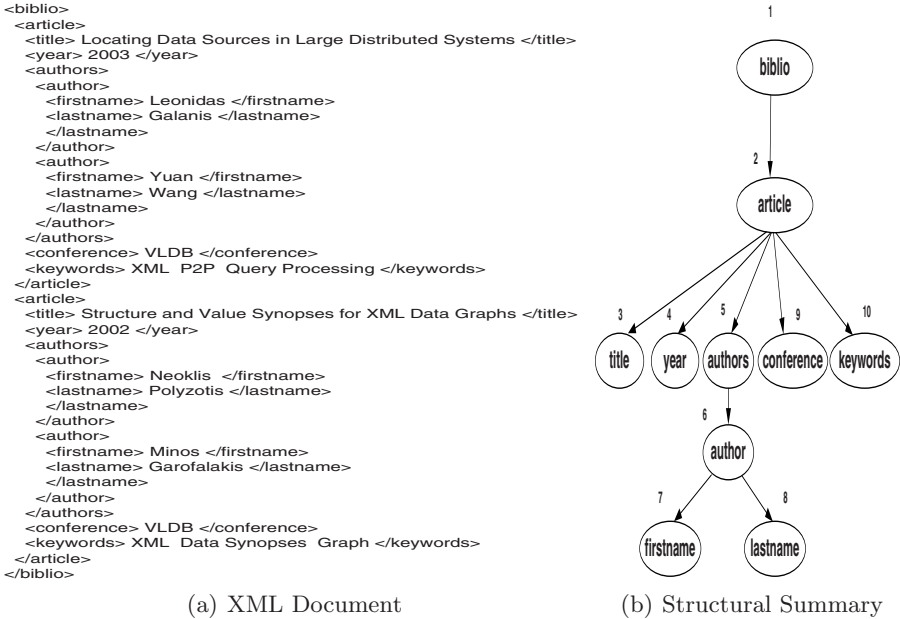 <biblio>
<article>
<title> Locating Data Sources in Large Distributed Systems </title>
<year> 2003 </year>
<authors>
<author>
<firstname> Leonidas </firstname>
<lastname> Galanis </lastname>
</lastname>
</author>
<author>
<firstname> Yuan </firstname>
<lastname> Wang </lastname>
</lastname>
</author>
</authors>
<conference> VLDB </conference>
<keywords> XML P2P Query Processing </keywords>
</article>
<article>
<title> Structure and Value Synopses for XML Data Graphs </title>
<year> 2002 </year>
<authors>
<author>
<firstname> Neoklis </firstname>
<lastname> Polyzotis </lastname>
</lastname>
</author>
<author>
<firstname> Minos </firstname>
<lastname> Garofalakis </lastname>
</lastname>
</author>
</authors>
<conference> VLDB </conference>
<keywords> XML Data Synopses Graph </keywords>
</article>
</biblio>
(a) XML Document
1
biblio
2
article
3 4 5 9 10
title year authors conference keywords
6
author
7 8
firstname lastname
(b) Structural Summary